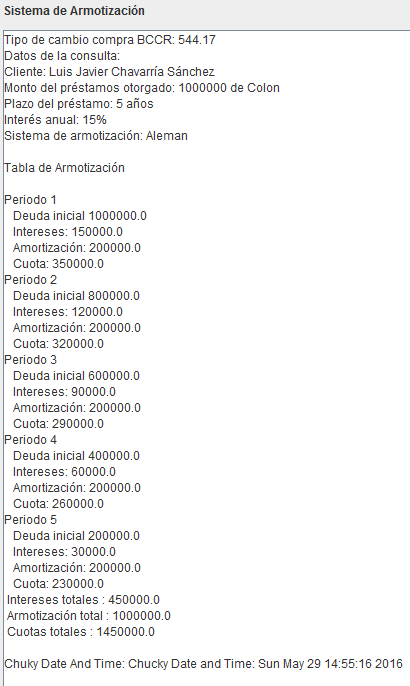 Sistema de Armotización
Tipo de cambio compra BCCR: 544.17
Datos de la consulta:
Cliente: Luis Javier Chavarría Sánchez
Monto del préstamos otorgado: 1000000 de Colon
Plazo del préstamo: 5 años
Interés anual: 15%
Sistema de armotización: Aleman
Tabla de Armotización
Periodo 1
Deuda inicial 1000000.0
Intereses: 150000.0
Amortización: 200000.0
Cuota: 350000.0
Periodo 2
Deuda inicial 800000.0
Intereses: 120000.0
Amortización: 200000.0
Cuota: 320000.0
Periodo 3
Deuda inicial 600000.0
Intereses: 90000.0
Amortización: 200000.0
Cuota: 290000.0
Periodo 4
Deuda inicial 400000.0
Intereses: 60000.0
Amortización: 200000.0
Cuota: 260000.0
Periodo 5
Deuda inicial 200000.0
Intereses: 30000.0
Amortización: 200000.0
Cuota: 230000.0
Intereses totales : 450000.0
Armotización total : 1000000.0
Cuotas totales : 1450000.0
Chuky Date And Time: Chucky Date and Time: Sun May 29 14:55:16 2016